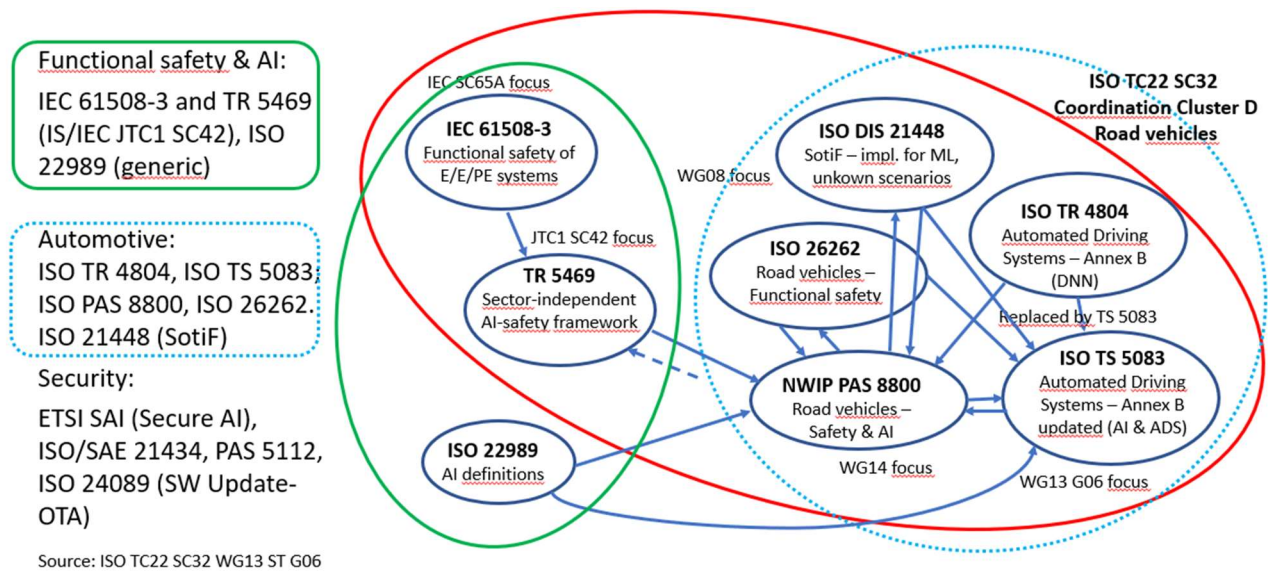 Functional safety & AI:
IEC 61508-3 and TR 5469
(IS/IEC JTC1 SC42), ISO
22989 (generic)
Automotive:
ISO TR 4804, ISO TS 5083,
ISO PAS 8800, ISO 26262.
ISO 21448 (SotiF)
Security:
ETSI SAI (Secure AI),
ISO/SAE 21434, PAS 5112,
ISO 24089 (SW Update-
OTA)
Source: ISO TC22 SC32 WG13 ST G06
IEC SC65A focus
IEC 61508-3
Functional safety of
E/E/PE systems
JTC1 SC42 focus
TR 5469
Sector-independent
AI-safety framework
ISO 22989
AI definitions
ISO TC22 SC32
Coordination Cluster D
Road vehicles
ISO DIS 21448
SotiF – impl. for ML,
unkown scenarios
WG08 focus
ISO 26262
Road vehicles –
Functional safety
ISO TR 4804
Automated Driving
Systems – Annex B
(DNN)
Replaced by TS 5083
NWIP PAS 8800
Road vehicles –
Safety & AI
WG14 focus
ISO TS 5083
Automated Driving
Systems – Annex B
updated (AI & ADS)
WG13 G06 focus